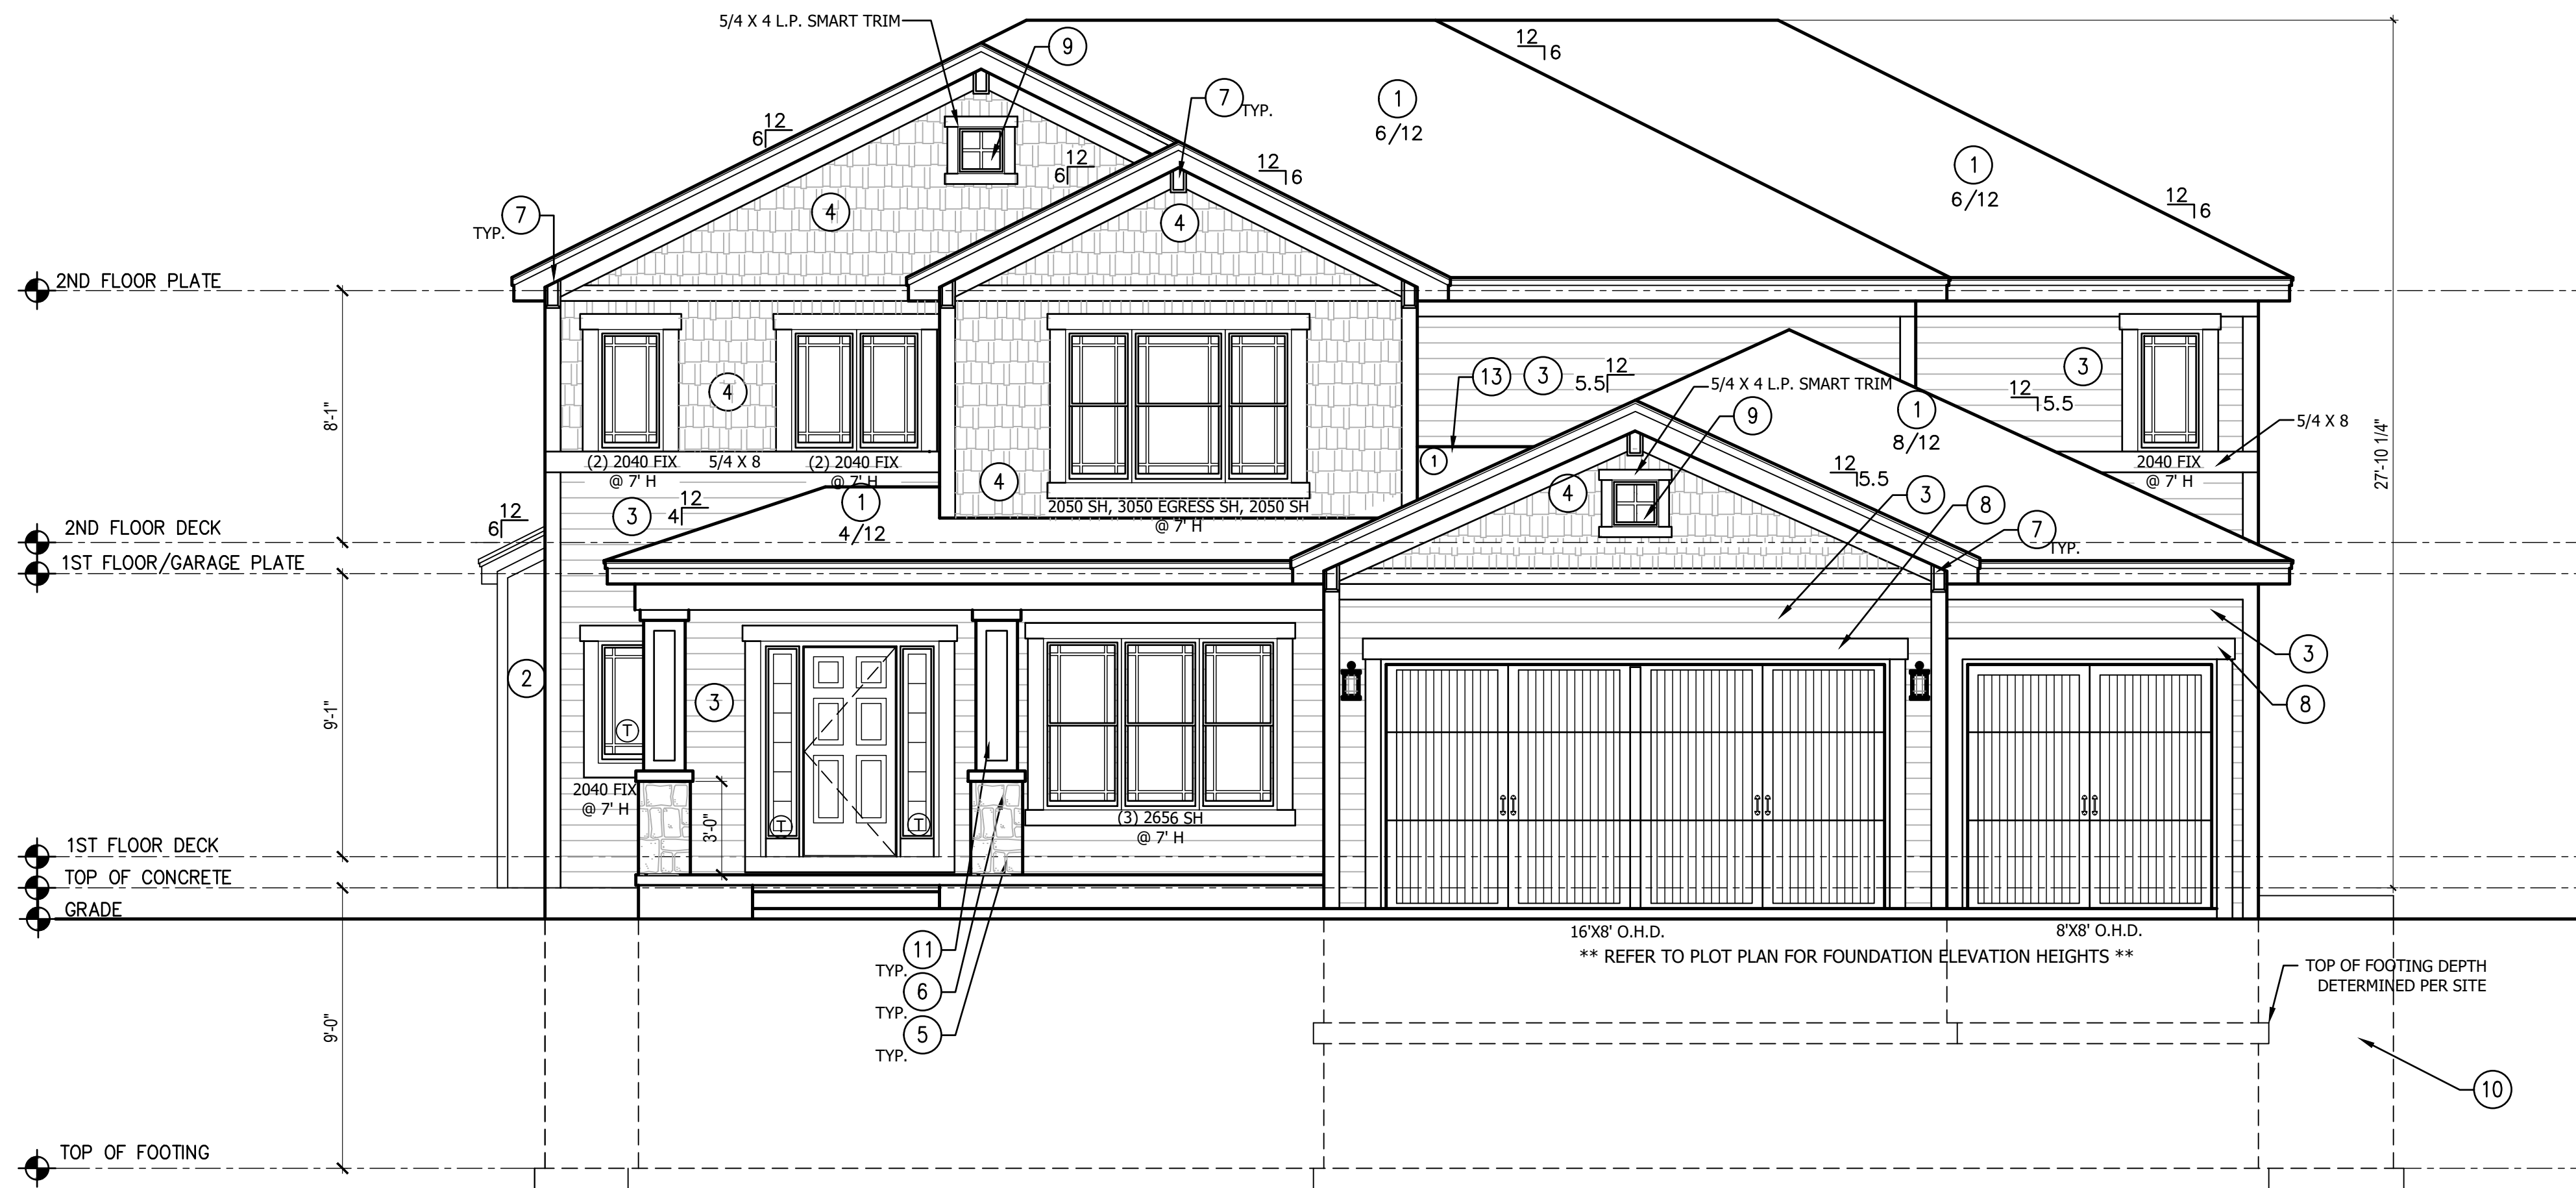 5/4 X 4 L.P. SMART TRIM
9
12
6
7
TYP.
1
6/12
12
6
12
6
12
6
1
6/12
12
6
7
TYP.
4
4
2ND FLOOR PLATE
8'-1"
4
13
3
12
5.5
5/4 X 4 L.P. SMART TRIM
9
3
12
5.5
1
8/12
5/4 X 8
27'-10 1/4"
(2) 2040 FIX
@ 7' H
5/4 X 8
(2) 2040 FIX
@ 7' H
1
2040 FIX
@ 7' H
4
4
12
5.5
3
8
2050 SH, 3050 EGRESS SH, 2050 SH
@ 7' H
3
12
4
1
4/12
12
6
7
TYP.
2ND FLOOR DECK
1ST FLOOR/GARAGE PLATE
9'-1"
2
3
T
2040 FIX
@ 7' H
T
T
3'-0"
(3) 2656 SH
@ 7' H
3
8
1ST FLOOR DECK
TOP OF CONCRETE
GRADE
16'X8' O.H.D.
8'X8' O.H.D.
** REFER TO PLOT PLAN FOR FOUNDATION ELEVATION HEIGHTS **
11
TYP.
6
TYP.
5
TYP.
TOP OF FOOTING DEPTH
DETERMINED PER SITE
9'-0"
10
TOP OF FOOTING